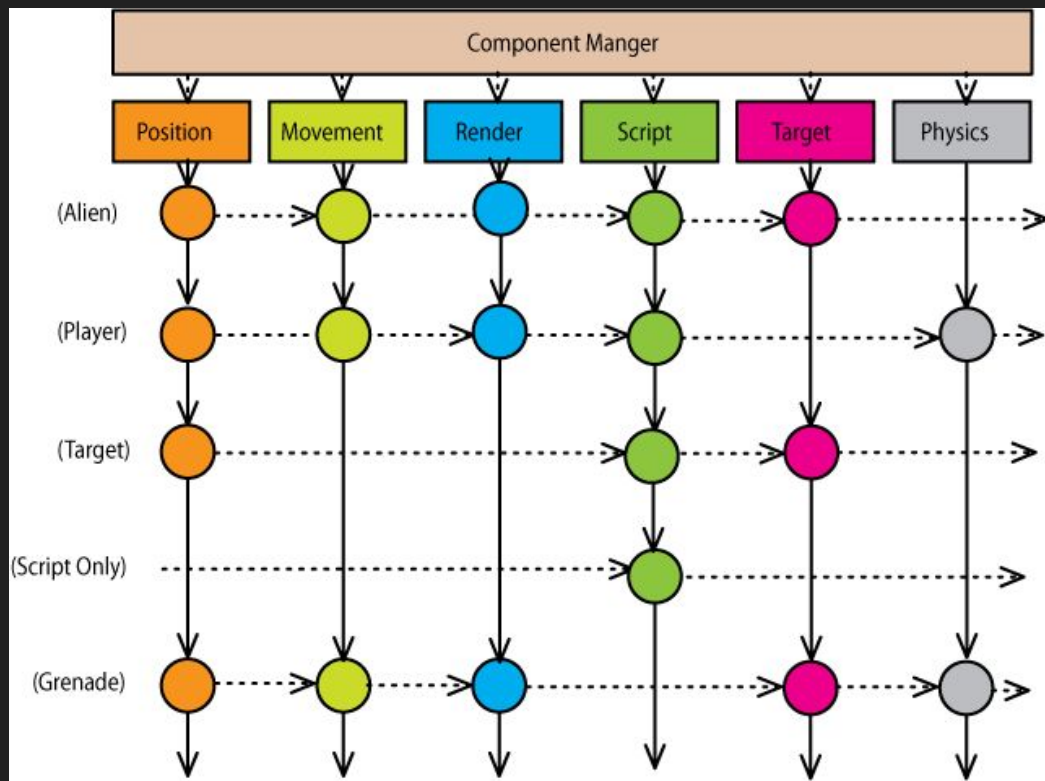 Component Manger
Position Movement Render Script Target Physics
(Alien)
(Player)
(Target)
(Script Only)
(Grenade)